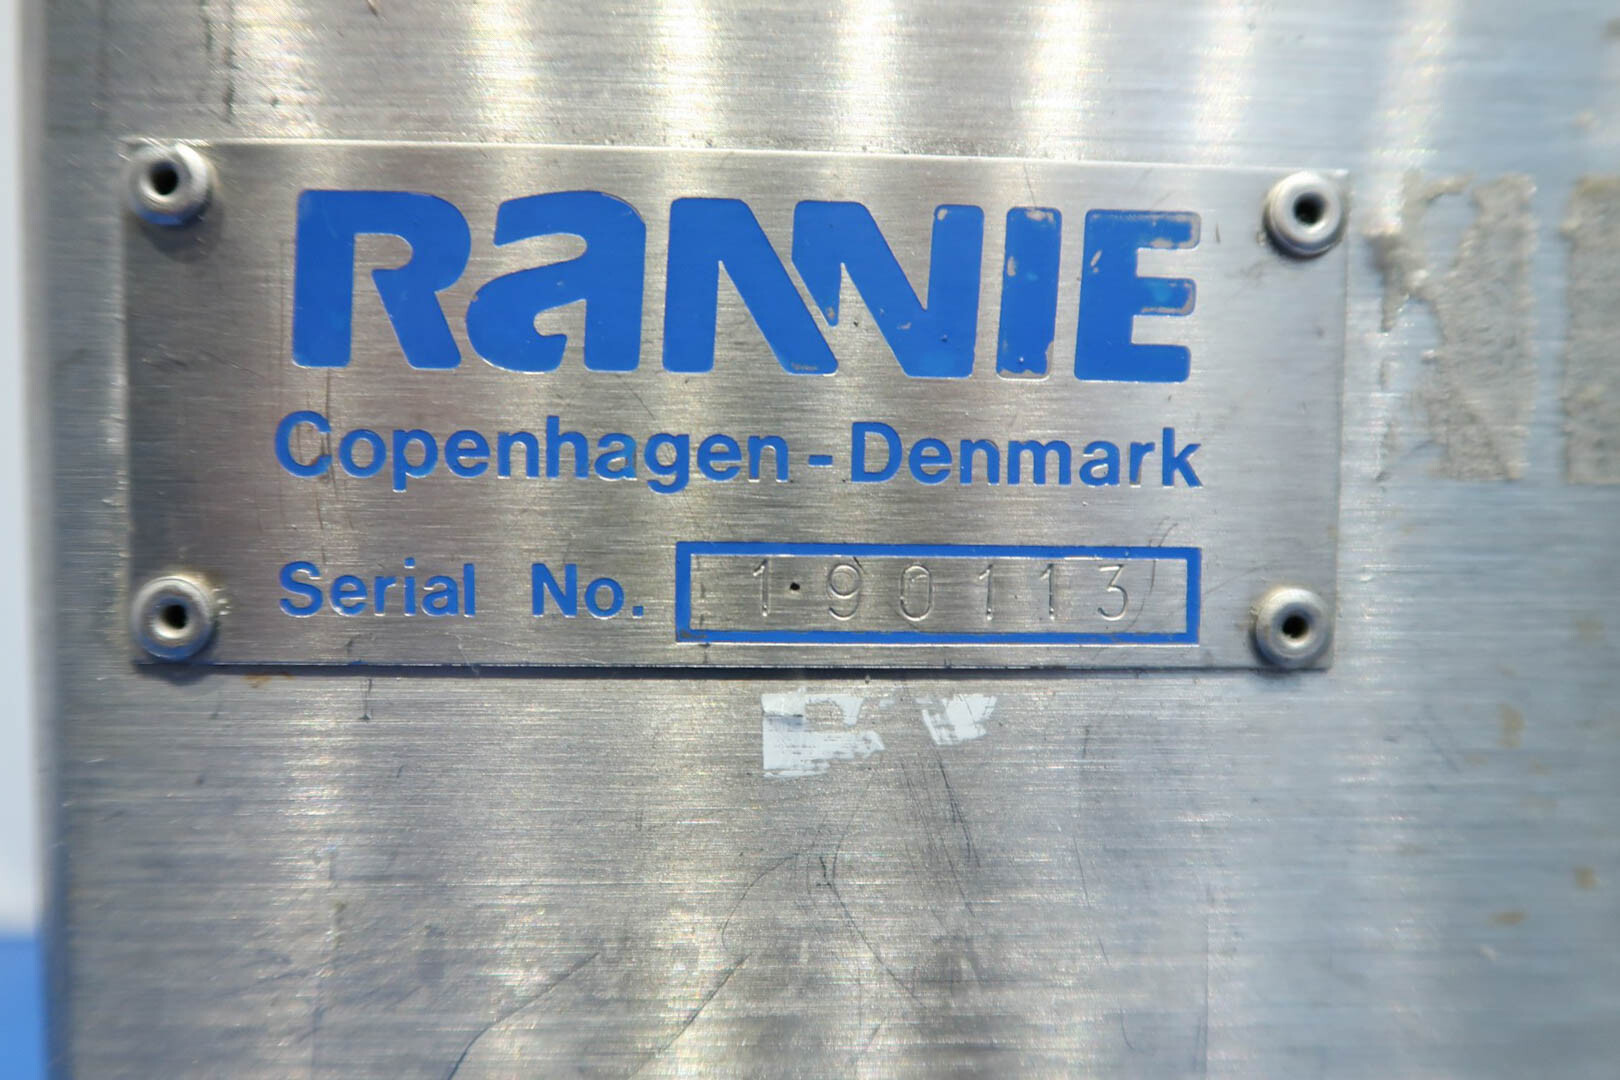 RaNNIE
Copenhagen - Denmark
Serial No. 1·90113